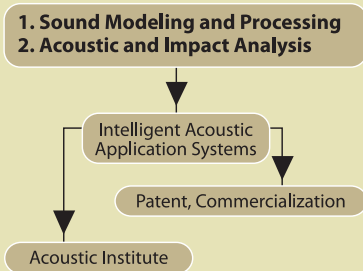 1. Sound Modeling and Processing
2. Acoustic and Impact Analysis
Intelligent Acoustic
Application Systems
Patent, Commercialization
Acoustic Institute